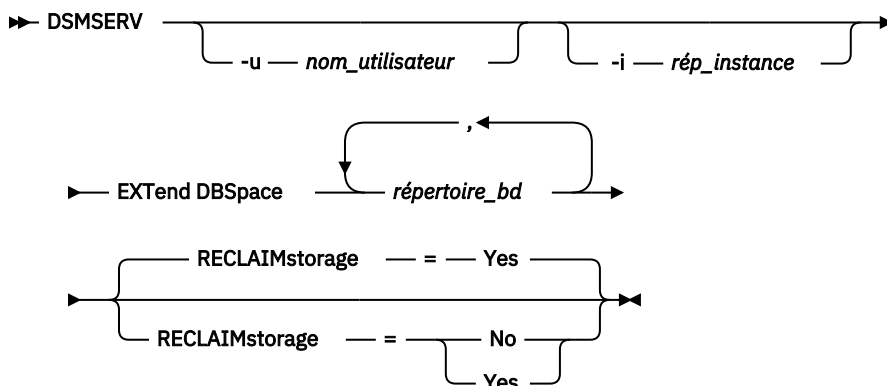 DSMSERV
-u nom_utilisateur
-i rép_instance
,
EXTend DBSpace répertoire_bd
RECLAIMstorage = Yes
RECLAIMstorage = No
Yes